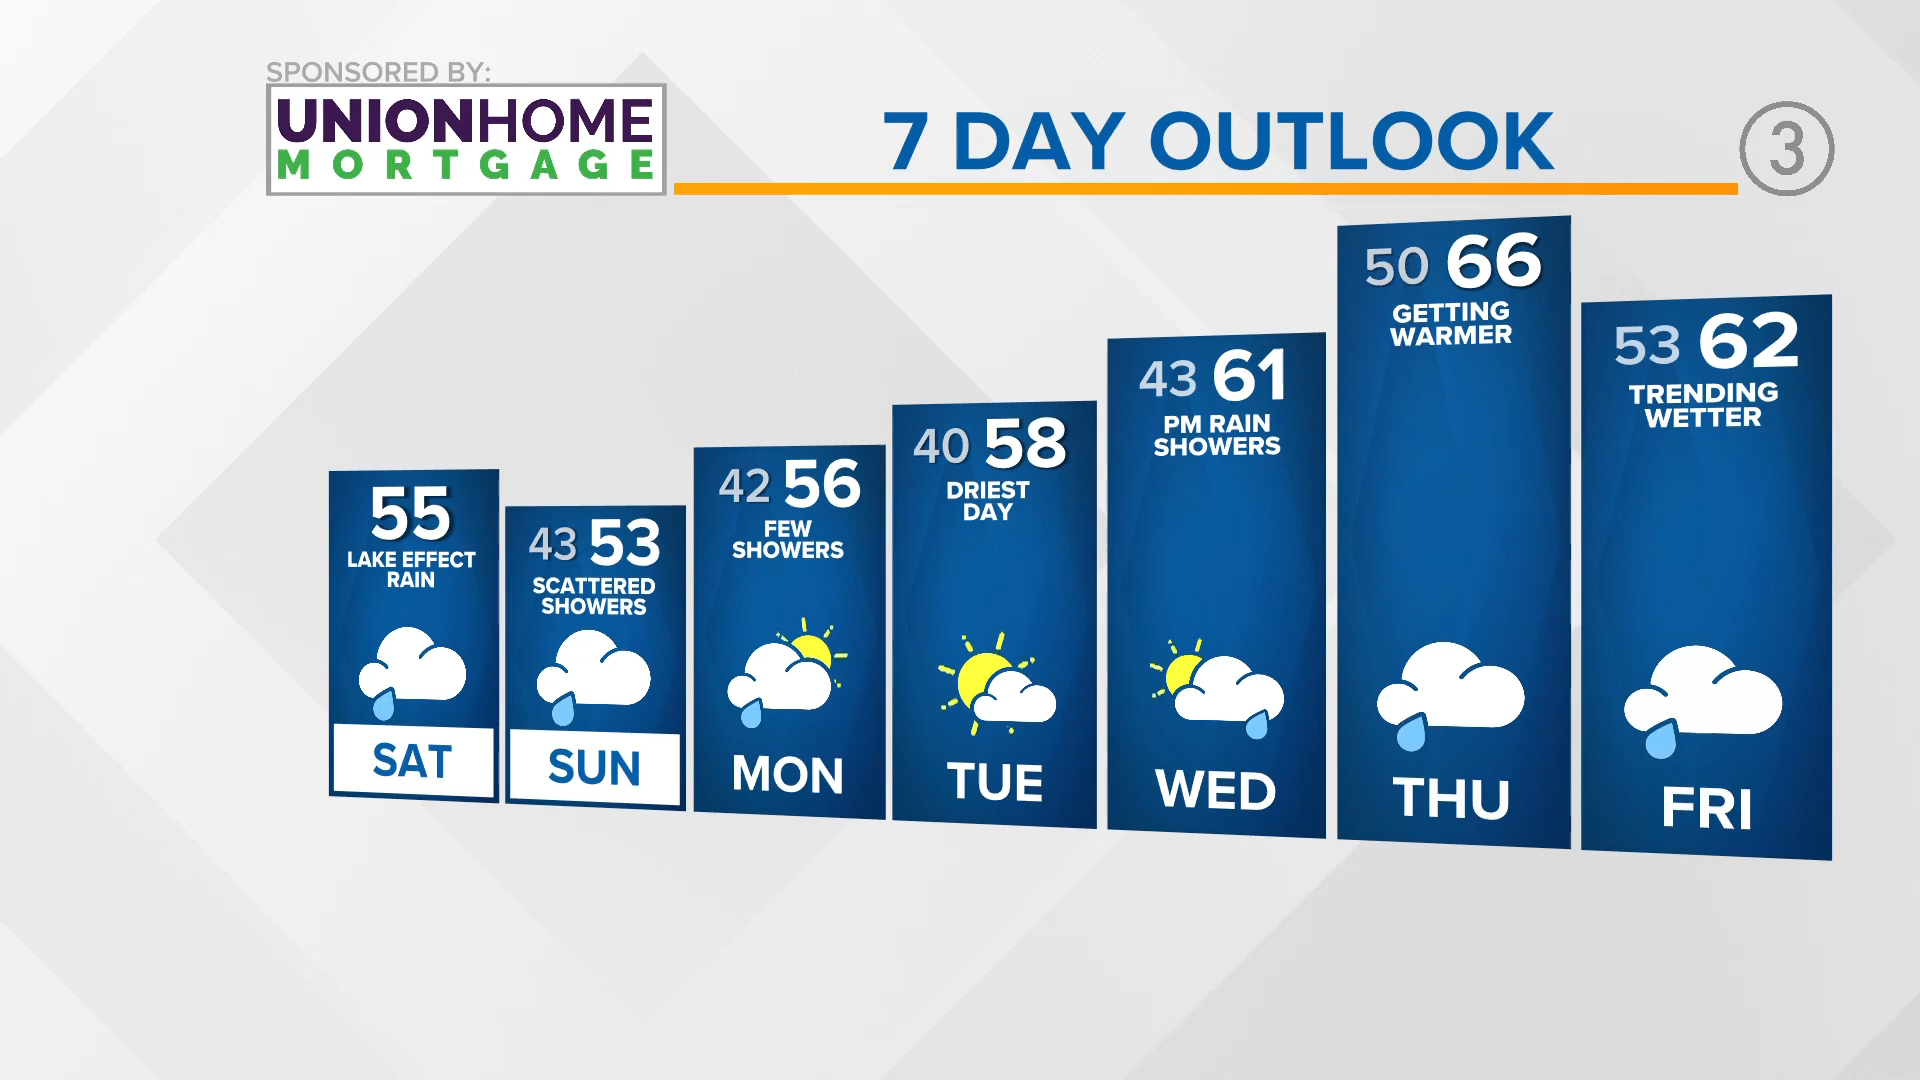 SPONSORED BY:
UNIONHOME
MORTGAGE
7 DAY OUTLOOK
3
55
LAKE EFFECT
RAIN
SAT
43 53
SCATTERED
SHOWERS
SUN
42 56
FEW
SHOWERS
MON
40 58
DRIEST
DAY
TUE
43 61
PM RAIN
SHOWERS
WED
50 66
GETTING
WARMER
THU
53 62
TRENDING
WETTER
FRI